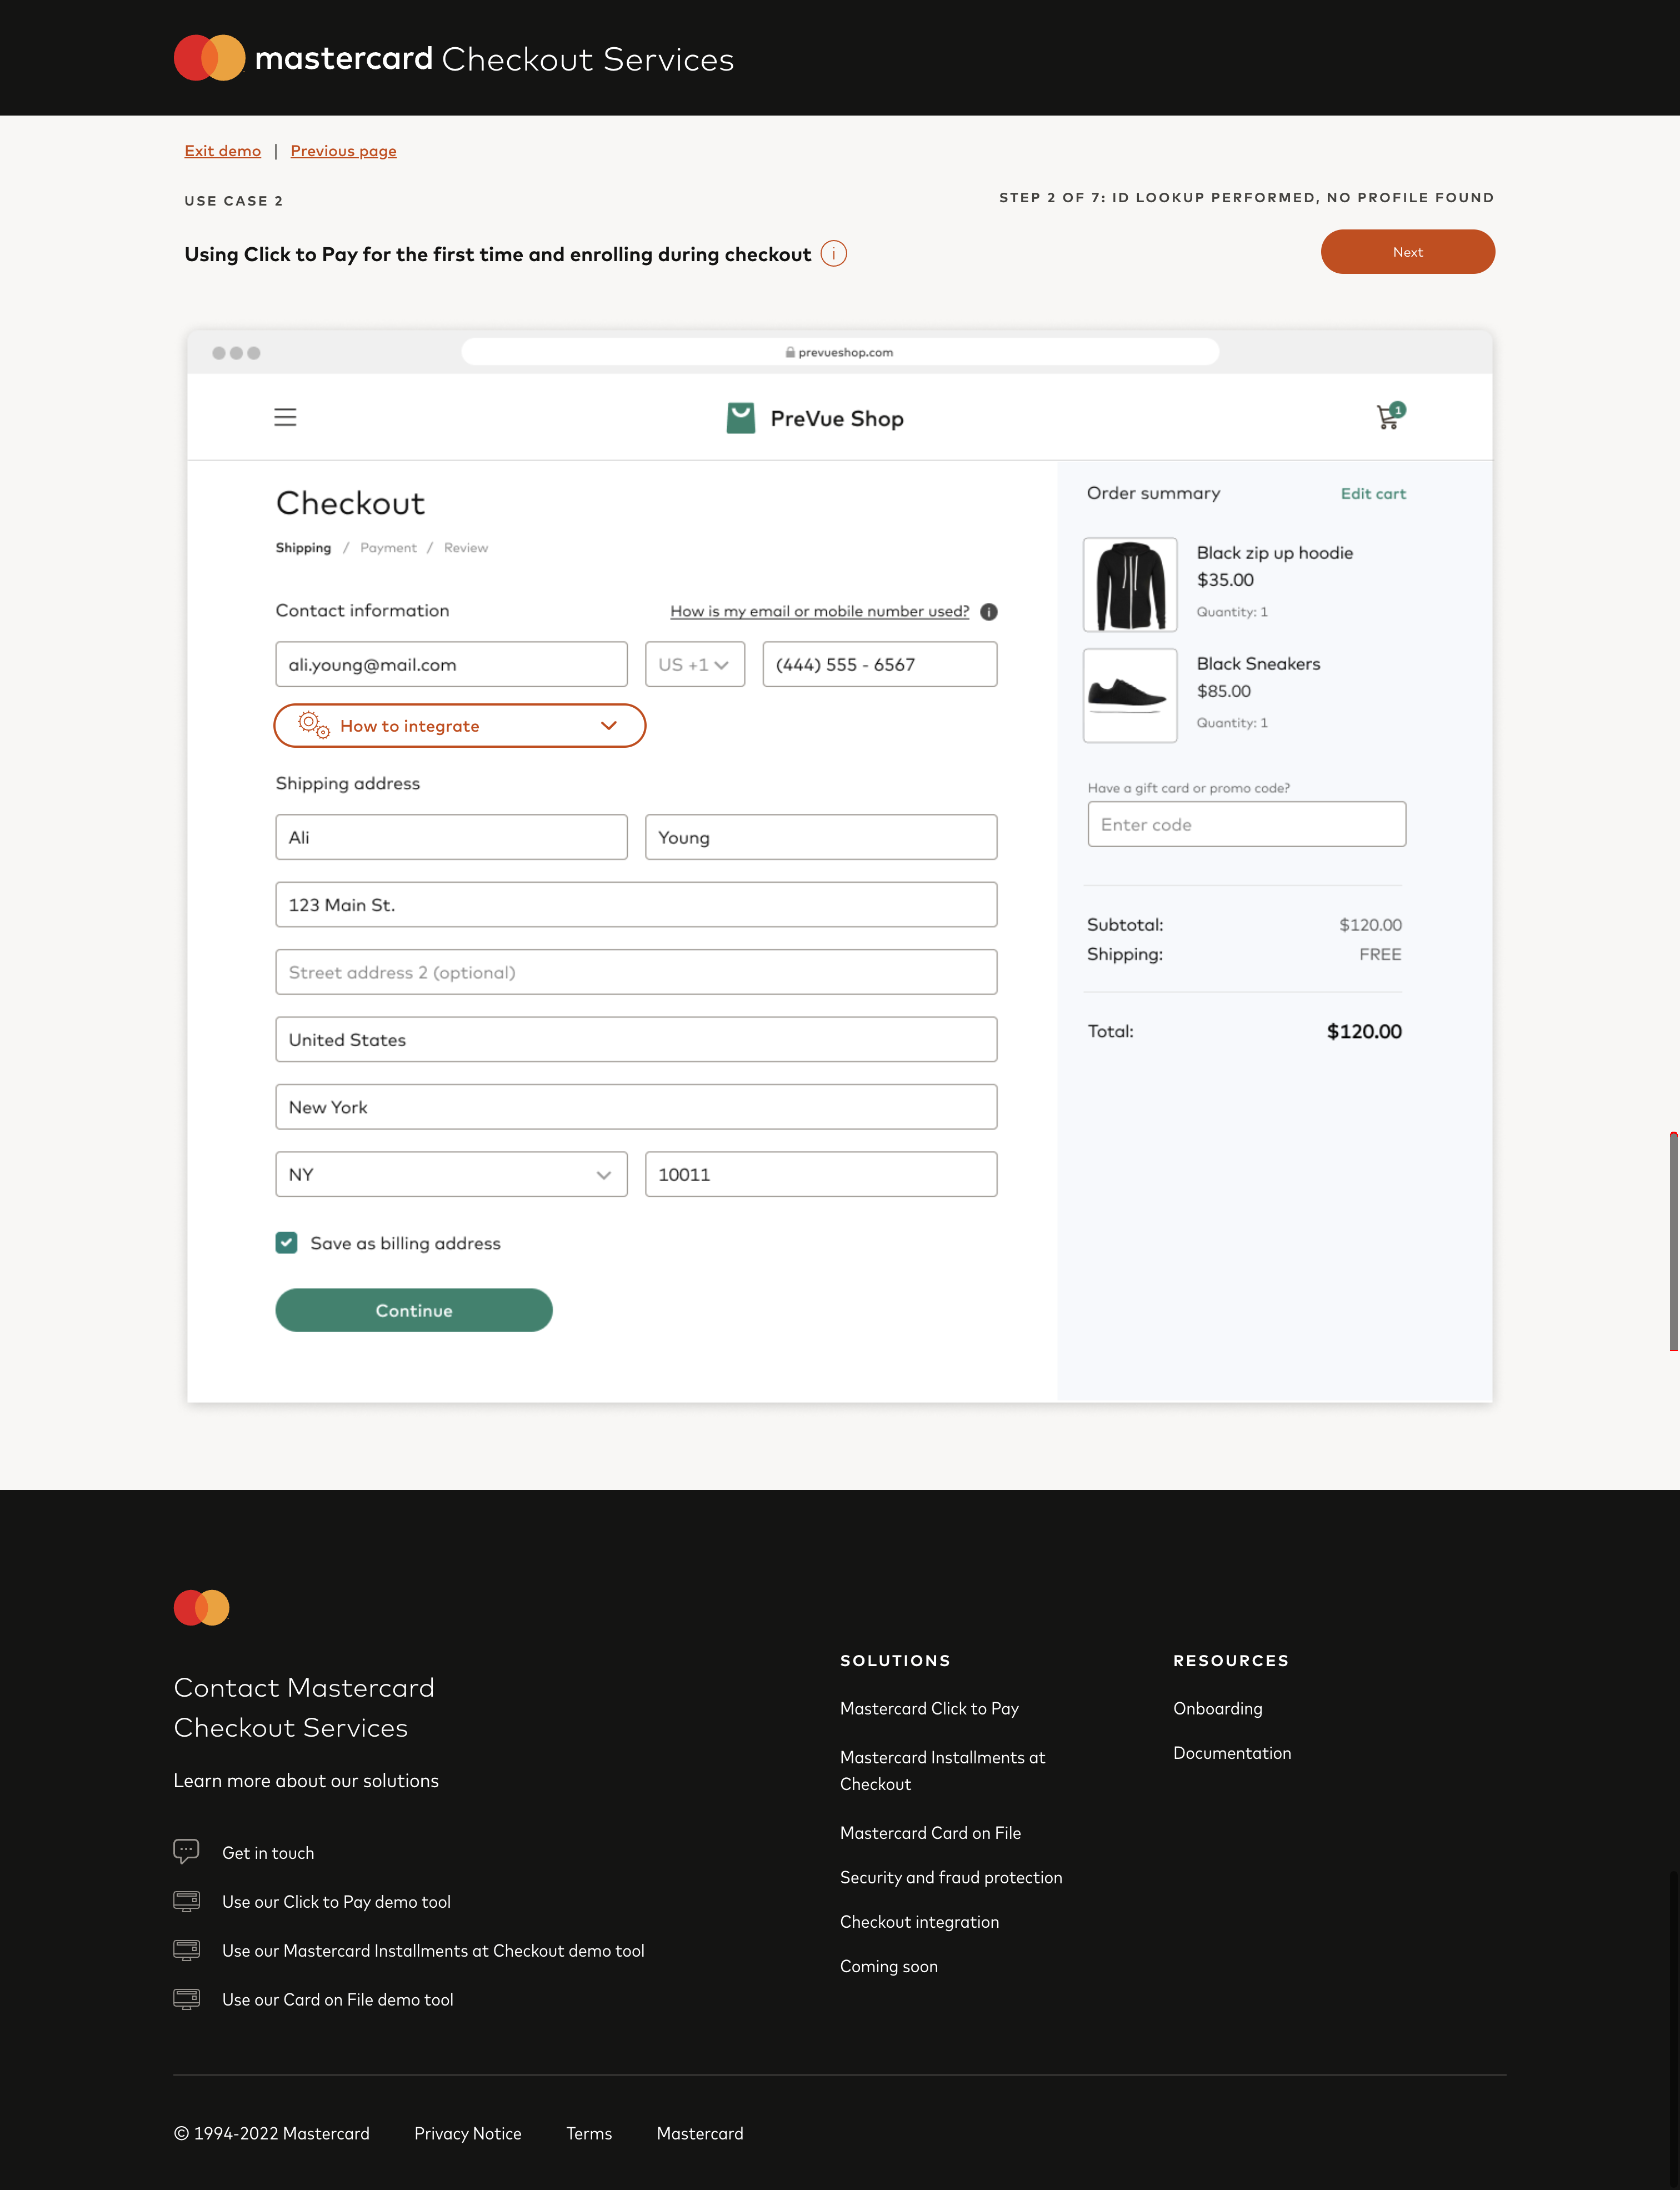 mastercard Checkout Services
Exit demo | Previous page
USE CASE 2
STEP 2 OF 7: ID LOOKUP PERFORMED, NO PROFILE FOUND
Using Click to Pay for the first time and enrolling during checkout i
Next
prevueshop.com
PreVue Shop
1
Checkout
Shipping / Payment / Review
Contact information
How is my email or mobile number used? i
ali.young@mail.com
US +1
(444) 555 - 6567
How to integrate
Shipping address
Ali
Young
123 Main St.
Street address 2 (optional)
United States
New York
NY
10011
Save as billing address
Continue
Order summary
Edit cart
Black zip up hoodie
$35.00
Quantity: 1
Black Sneakers
$85.00
Quantity: 1
Have a gift card or promo code?
Enter code
Subtotal: $120.00
Shipping: FREE
Total: $120.00
Contact Mastercard
Checkout Services
Learn more about our solutions
Get in touch
Use our Click to Pay demo tool
Use our Mastercard Installments at Checkout demo tool
Use our Card on File demo tool
SOLUTIONS
Mastercard Click to Pay
Mastercard Installments at
Checkout
Mastercard Card on File
Security and fraud protection
Checkout integration
Coming soon
RESOURCES
Onboarding
Documentation
© 1994-2022 Mastercard
Privacy Notice
Terms
Mastercard